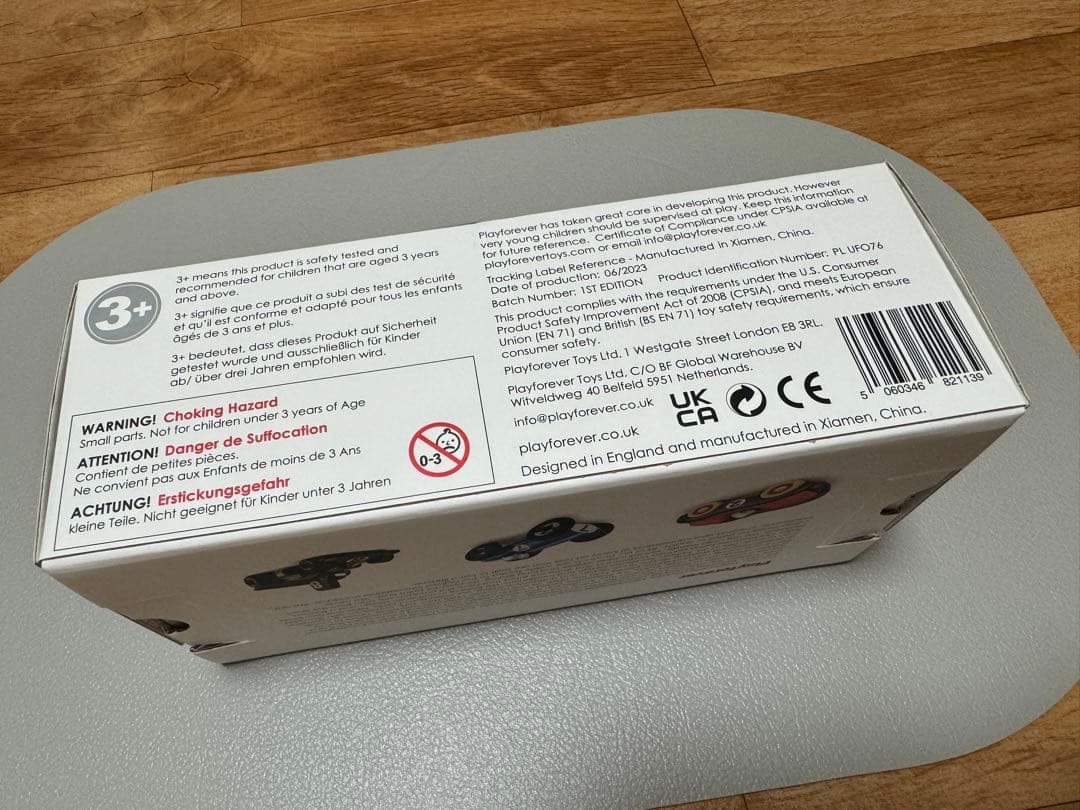 3+
3+ means this product is safety tested and
recommended for children that are aged 3 years
and above.
3+ signifie que ce produit a subi des test de sécurité
et qu'il est conforme et adapté pour tous les enfants
âgés de 3 ans et plus.
3+ bedeutet, dass dieses Produkt auf Sicherheit
getestet wurde und ausschließlich für Kinder
ab/ über drei Jahren empfohlen wird.
WARNING! Choking Hazard
Small parts. Not for children under 3 years of Age
ATTENTION! Danger de Suffocation
Contient de petites pièces.
Ne convient pas aux Enfants de moins de 3 Ans
ACHTUNG! Erstickungsgefahr
kleine Teile. Nicht geeignet für Kinder unter 3 Jahren
0-3
Playforever has taken great care in developing this product. However
very young children should be supervised at play. Keep this information
for future reference. Certificate of Compliance under CPSIA available at
playforevertoys.com or email info@playforever.co.uk
Tracking Label Reference - Manufactured in Xiamen, China.
Date of production: 06/2023
Batch Number: 1ST EDITION Product Identification Number: PL UFO76
This product complies with the requirements under the U.S. Consumer
Product Safety Improvement Act of 2008 (CPSIA), and meets European
Union (EN 71) and British (BS EN 71) toy safety requirements, which ensure
consumer safety.
Playforever Toys Ltd. 1 Westgate Street London E8 3RL.
Playforever Toys Ltd, C/O BF Global Warehouse BV
Witveldweg 40 Belfeld 5951 Netherlands.
info@playforever.co.uk
playforever.co.uk
UK
CA
CE
Designed in England and manufactured in Xiamen, China.
5 060346 821139
Playforever